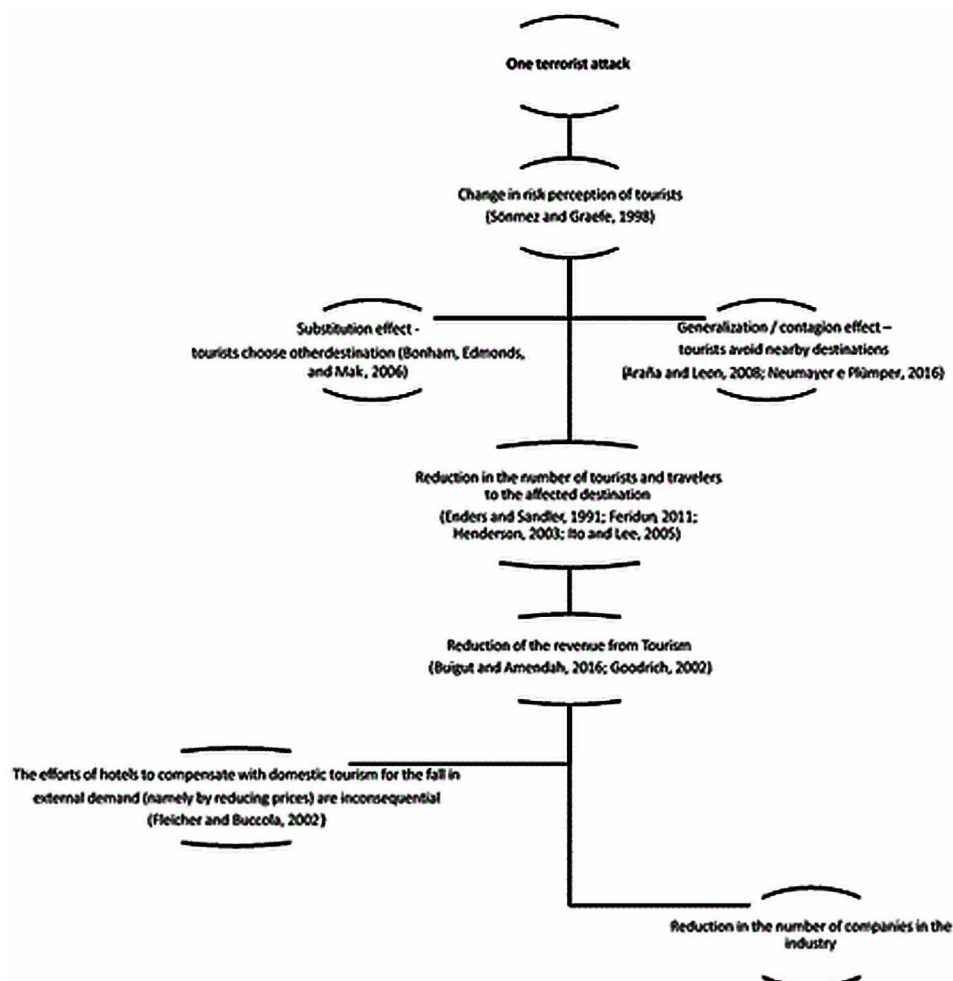 One terrorist attack
Change in risk perception of tourists
(Sönmez and Graefe, 1998)
Substitution effect -
tourists choose otherdestination (Bonham, Edmonds,
and Mak, 2006)
Generalization / contagion effect –
tourists avoid nearby destinations
(Araña and Leon, 2008; Neumayer e Plümper, 2016)
Reduction in the number of tourists and travelers
to the affected destination
(Enders and Sandler, 1991; Feridun, 2011;
Henderson, 2003; Ito and Lee, 2005)
Reduction of the revenue from Tourism
(Buigut and Amendah, 2016; Goodrich, 2002)
The efforts of hotels to compensate with domestic tourism for the fall in
external demand (namely by reducing prices) are inconsequential
(Fleicher and Buccola, 2002)
Reduction in the number of companies in the
industry